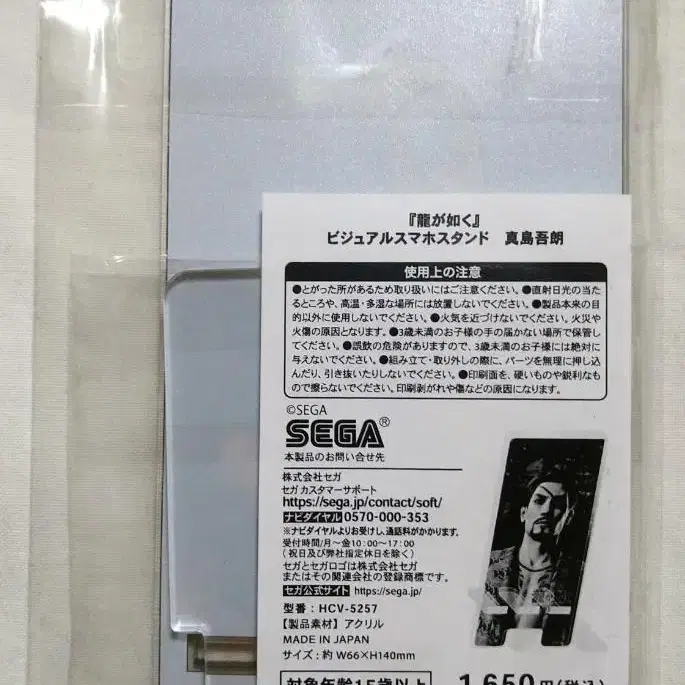 『龍が如く』
ビジュアルスマホスタンド 真島吾朗
使用上の注意
●とがった所があるため取り扱いにはご注意ください。●直射日光の当た
るところや、高温・多湿な場所には放置しないでください。●製品本来の目
的以外に使用しないでください。●火気を近づけないでください。火災や
火傷の原因となります。●3歳未満のお子様の手の届かない場所で保管し
てください。●誤飲の危険がありますので、3歳未満のお子様には絶対に
与えないでください。●組み立て・取り外しの際に、パーツを無理に押し込
んだり、引き抜いたりしないでください。●印刷面を、硬いものや鋭利なも
ので擦らないでください。印刷剥がれや傷などの原因になります。
©SEGA
SEGA®
本製品のお問い合せ先
株式会社セガ
セガ カスタマーサポート
https://sega.jp/contact/soft/
ナビダイヤル 0570-000-353
※ナビダイヤルよりお受けし、通話料がかかります。
受付時間/月~金10:00~17:00
(祝日及び弊社指定休日を除く)
セガとセガロゴは株式会社セガ
またはその関連会社の登録商標です。
セガ公式サイト https://sega.jp/
型番:HCV-5257
【製品素材】アクリル
MADE IN JAPAN
サイズ:約 W66×H140mm
対象年齢15歳以上
1,650円(税込)